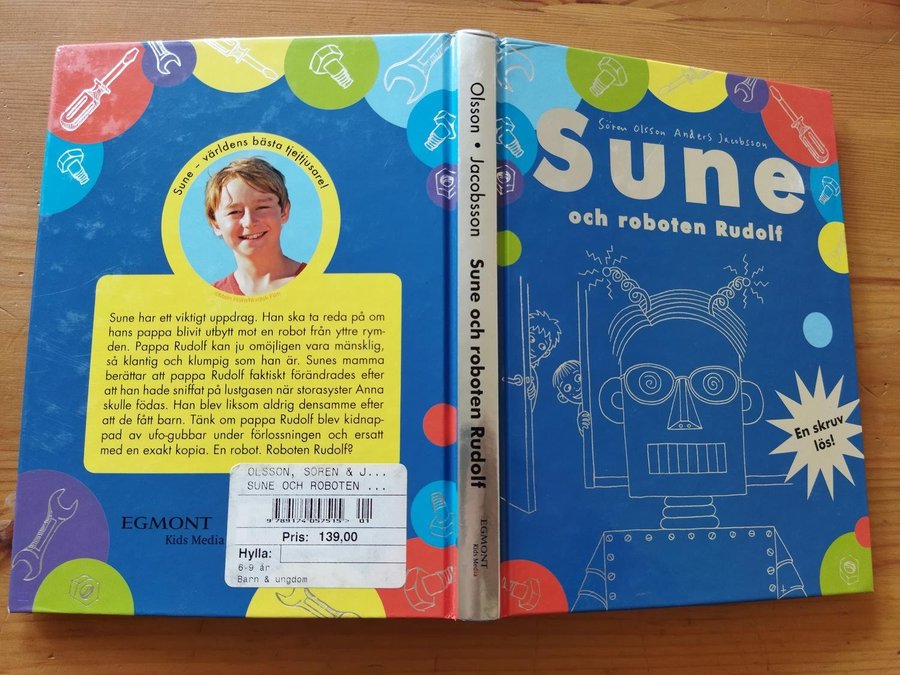 Sune – världens bästa tjejtjusare!
Sune har ett viktigt uppdrag. Han ska ta reda på om
hans pappa blivit utbytt mot en robot från yttre rym-
den. Pappa Rudolf kan ju omöjligen vara mänsklig,
så klantig och klumpig som han är. Sunes mamma
berättar att pappa Rudolf faktiskt förändrades efter
att han hade sniffat på lustgasen när storasyster Anna
skulle födas. Han blev liksom aldrig densamme efter
att de fått barn. Tänk om pappa Rudolf blev kidnap-
pad av ufo-gubbar under förlossningen och ersatt
med en exakt kopia. En robot. Roboten Rudolf?
EGMONT
Kids Media
OLSSON, SÖREN & J...
SUNE OCH ROBOTEN ...
9 789174 057515> 01
Pris: 139,00
Hylla:
6-9 år
Barn & ungdom
Olsson • Jacobsson Sune och roboten Rudolf
EGMONT
Kids Media
Sören Olsson Anders Jacobsson
Sune
och roboten Rudolf
En skruv
lös!